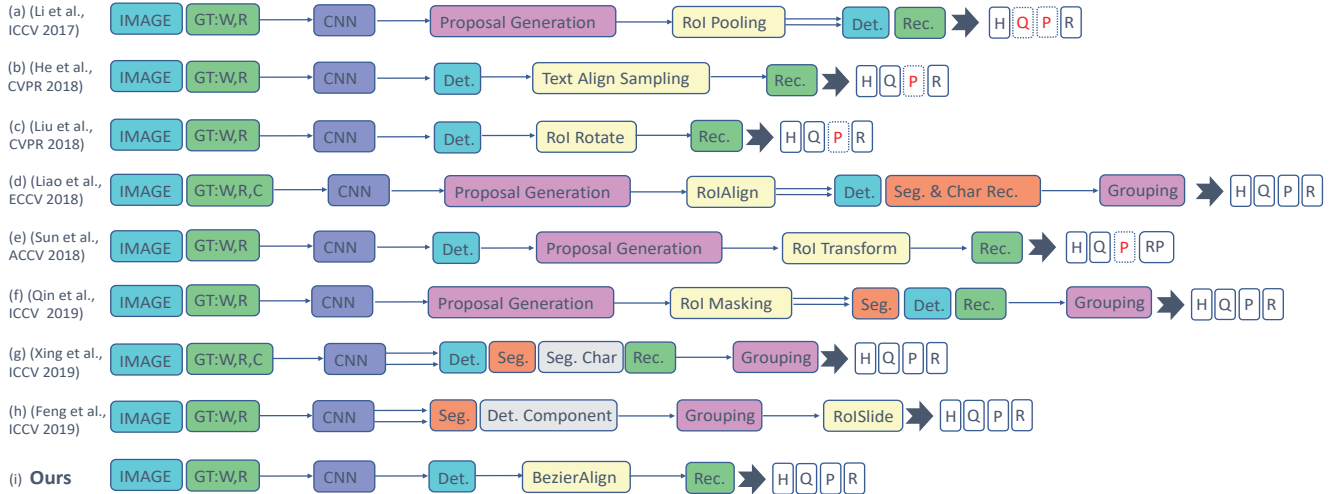 (a) (Li et al., ICCV 2017) IMAGE GT:W,R CNN Proposal Generation RoI Pooling Det. Rec. H Q P R
(b) (He et al., CVPR 2018) IMAGE GT:W,R CNN Det. Text Align Sampling Rec. H Q P R
(c) (Liu et al., CVPR 2018) IMAGE GT:W,R CNN Det. RoI Rotate Rec. H Q P R
(d) (Liao et al., ECCV 2018) IMAGE GT:W,R,C CNN Proposal Generation RoIAlign Det. Seg. & Char Rec. Grouping H Q P R
(e) (Sun et al., ACCV 2018) IMAGE GT:W,R CNN Det. Proposal Generation RoI Transform Rec. H Q P RP
(f) (Qin et al., ICCV 2019) IMAGE GT:W,R CNN Proposal Generation RoI Masking Seg. Det. Rec. Grouping H Q P R
(g) (Xing et al., ICCV 2019) IMAGE GT:W,R,C CNN Det. Seg. Seg. Char Rec. Grouping H Q P R
(h) (Feng et al., ICCV 2019) IMAGE GT:W,R CNN Seg. Det. Component Grouping RoISlide H Q P R
(i) Ours IMAGE GT:W,R CNN Det. BezierAlign Rec. H Q P R